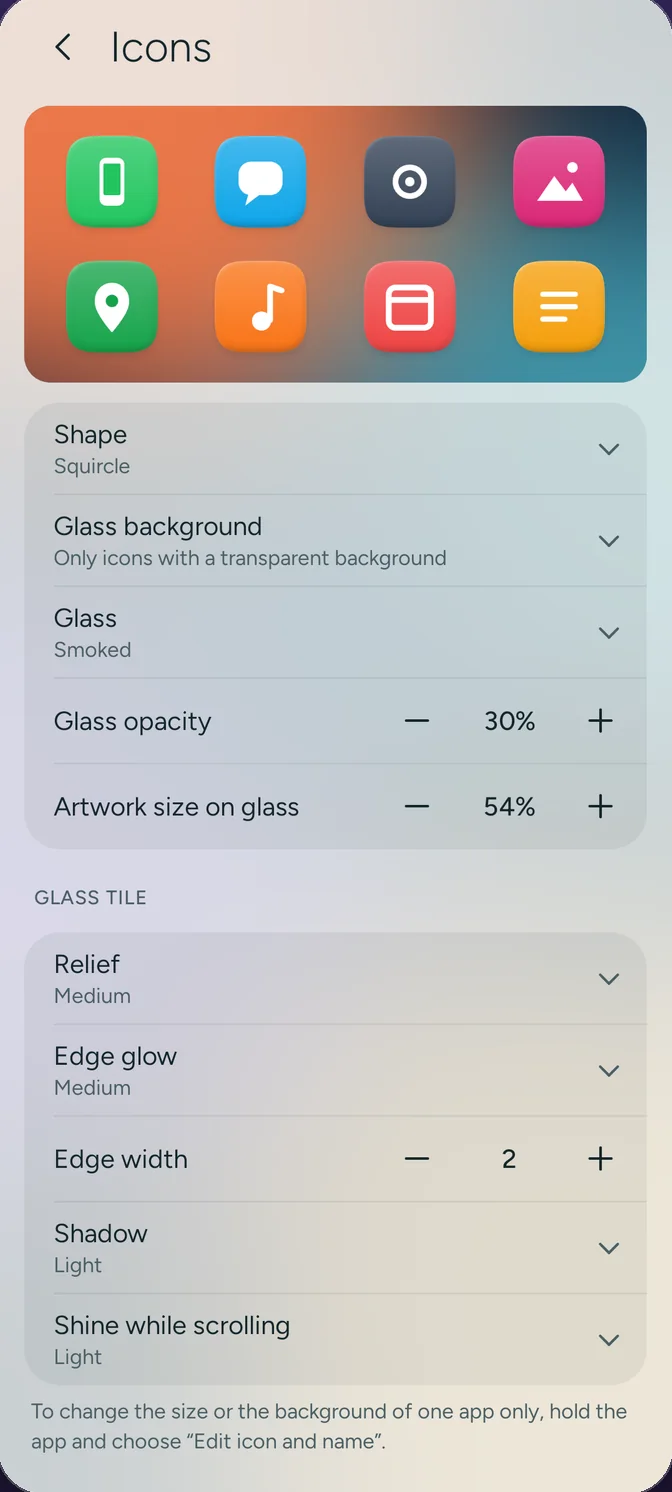 Icons
Shape
Squircle
Glass background
Only icons with a transparent background
Glass
Smoked
Glass opacity
30%
Artwork size on glass
54%
GLASS TILE
Relief
Medium
Edge glow
Medium
Edge width
2
Shadow
Light
Shine while scrolling
Light
To change the size or the background of one app only, hold the
app and choose “Edit icon and name”.